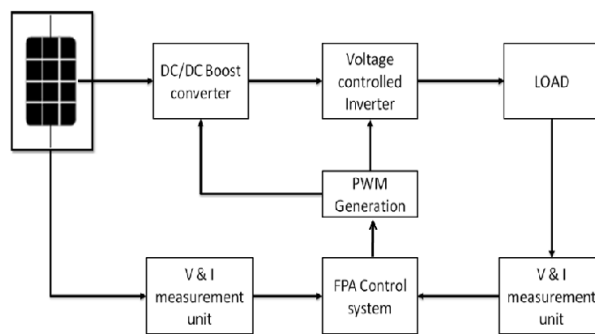 DC/DC Boost
converter
Voltage
controlled
Inverter
LOAD
PWM
Generation
V & I
measurement
unit
FPA Control
system
V & I
measurement
unit